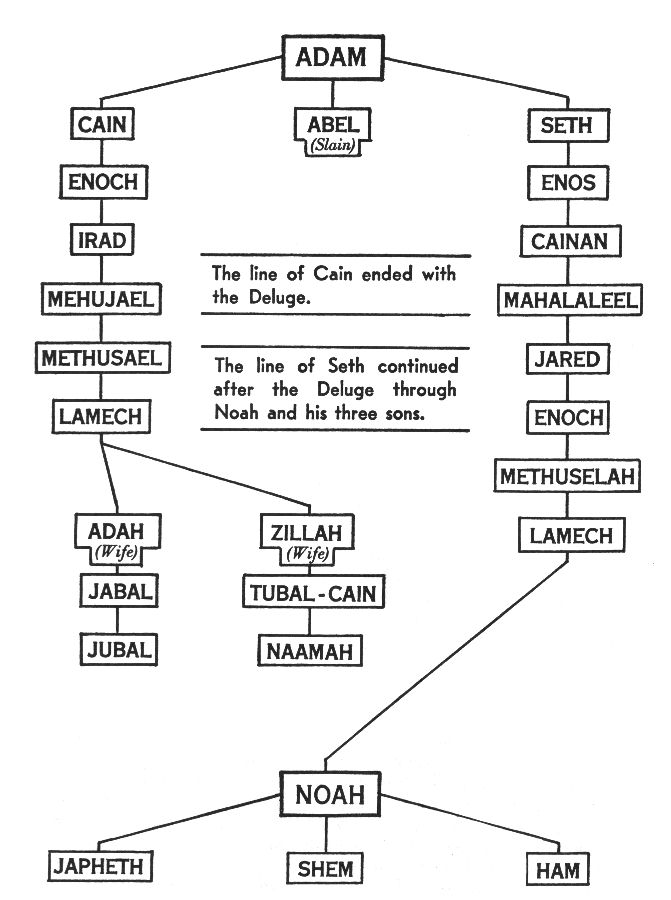 ADAM
CAIN
ABEL
(Slain)
SETH
ENOCH
ENOS
IRAD
CAINAN
The line of Cain ended with
the Deluge.
MEHUJAEL
MAHALALEEL
METHUSAEL
JARED
The line of Seth continued
after the Deluge through
Noah and his three sons.
LAMECH
ENOCH
METHUSELAH
ADAH
(Wife)
ZILLAH
(Wife)
LAMECH
JABAL
TUBAL-CAIN
JUBAL
NAAMAH
NOAH
JAPHETH
SHEM
HAM